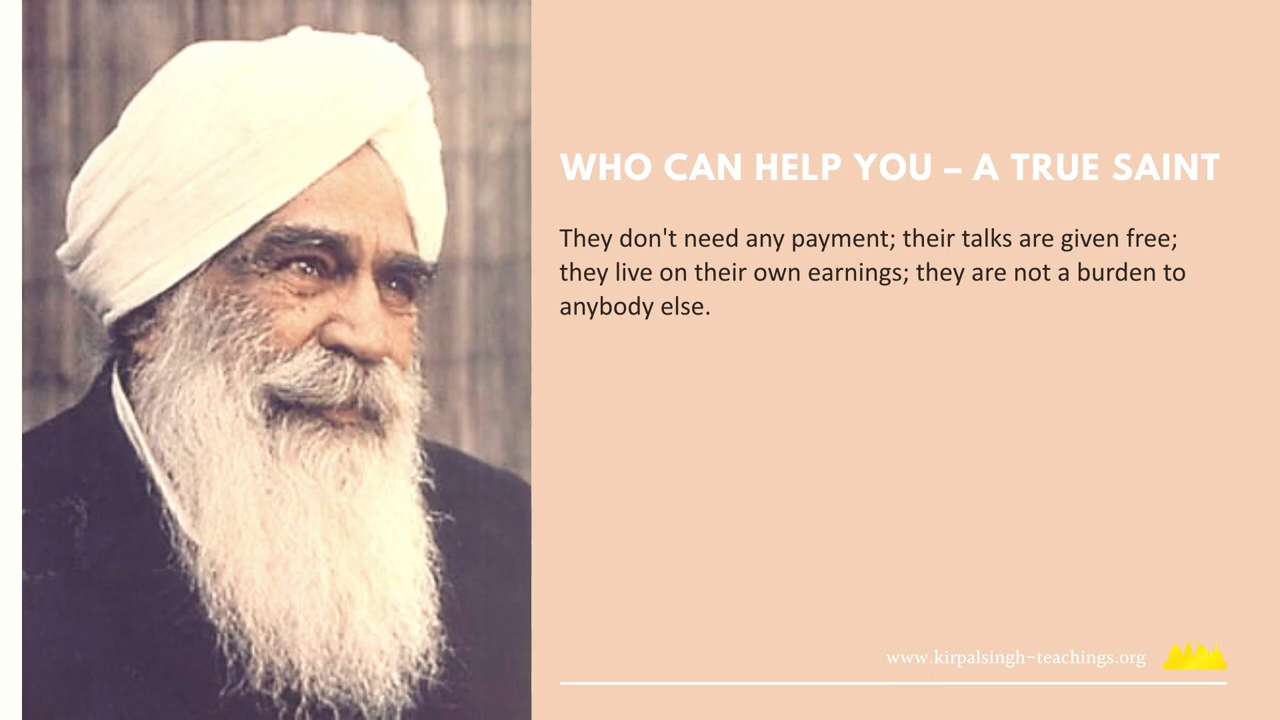 WHO CAN HELP YOU – A TRUE SAINT
They don't need any payment; their talks are given free;
they live on their own earnings; they are not a burden to
anybody else.
www.kirpalsingh-teachings.org